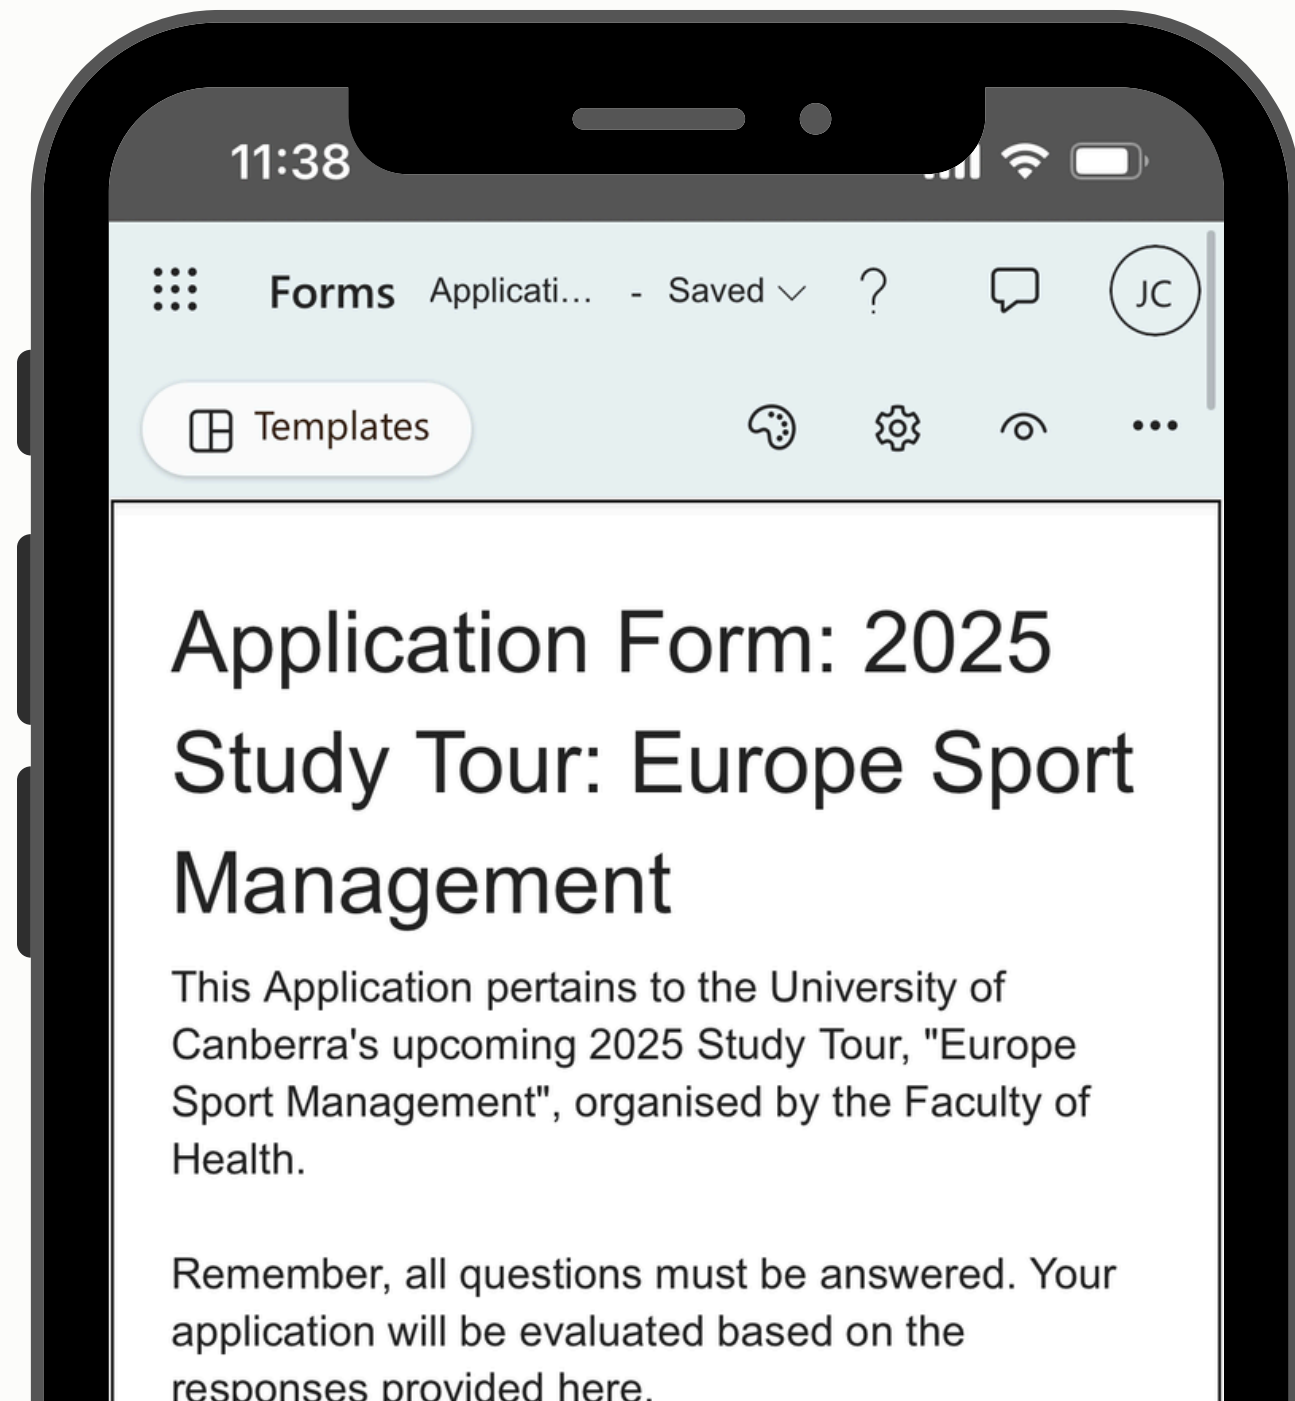 11:38
Forms Applicati... - Saved ?
JC
Templates
Application Form: 2025
Study Tour: Europe Sport
Management
This Application pertains to the University of
Canberra's upcoming 2025 Study Tour, "Europe
Sport Management", organised by the Faculty of
Health.
Remember, all questions must be answered. Your
application will be evaluated based on the
responses provided here.